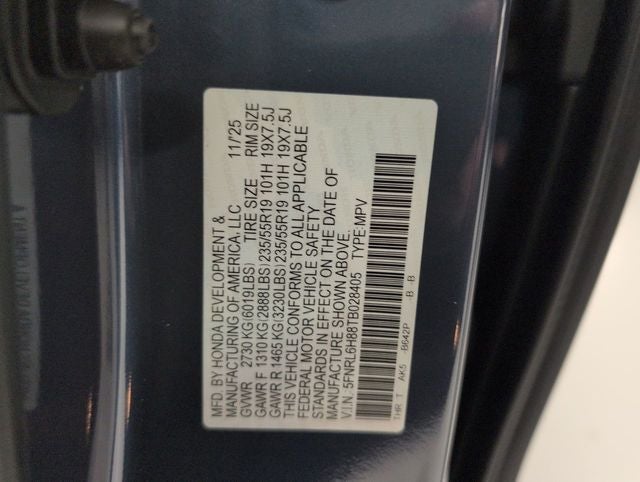 MFD. BY HONDA DEVELOPMENT &
MANUFACTURING OF AMERICA, LLC 11/25
GVWR 2730 KG(6019LBS) TIRE SIZE RIM SIZE
GAWR F 1310 KG(2888LBS)235/55R19 101H 19X7.5J
GAWR R 1465 KG(3230LBS)235/55R19 101H 19X7.5J
THIS VEHICLE CONFORMS TO ALL APPLICABLE
FEDERAL MOTOR VEHICLE SAFETY
STANDARDS IN EFFECT ON THE DATE OF
MANUFACTURE SHOWN ABOVE.
V.I.N. 5FNRL6H88TB028405 TYPE-MPV
THR T AK5 -B642P -B -B